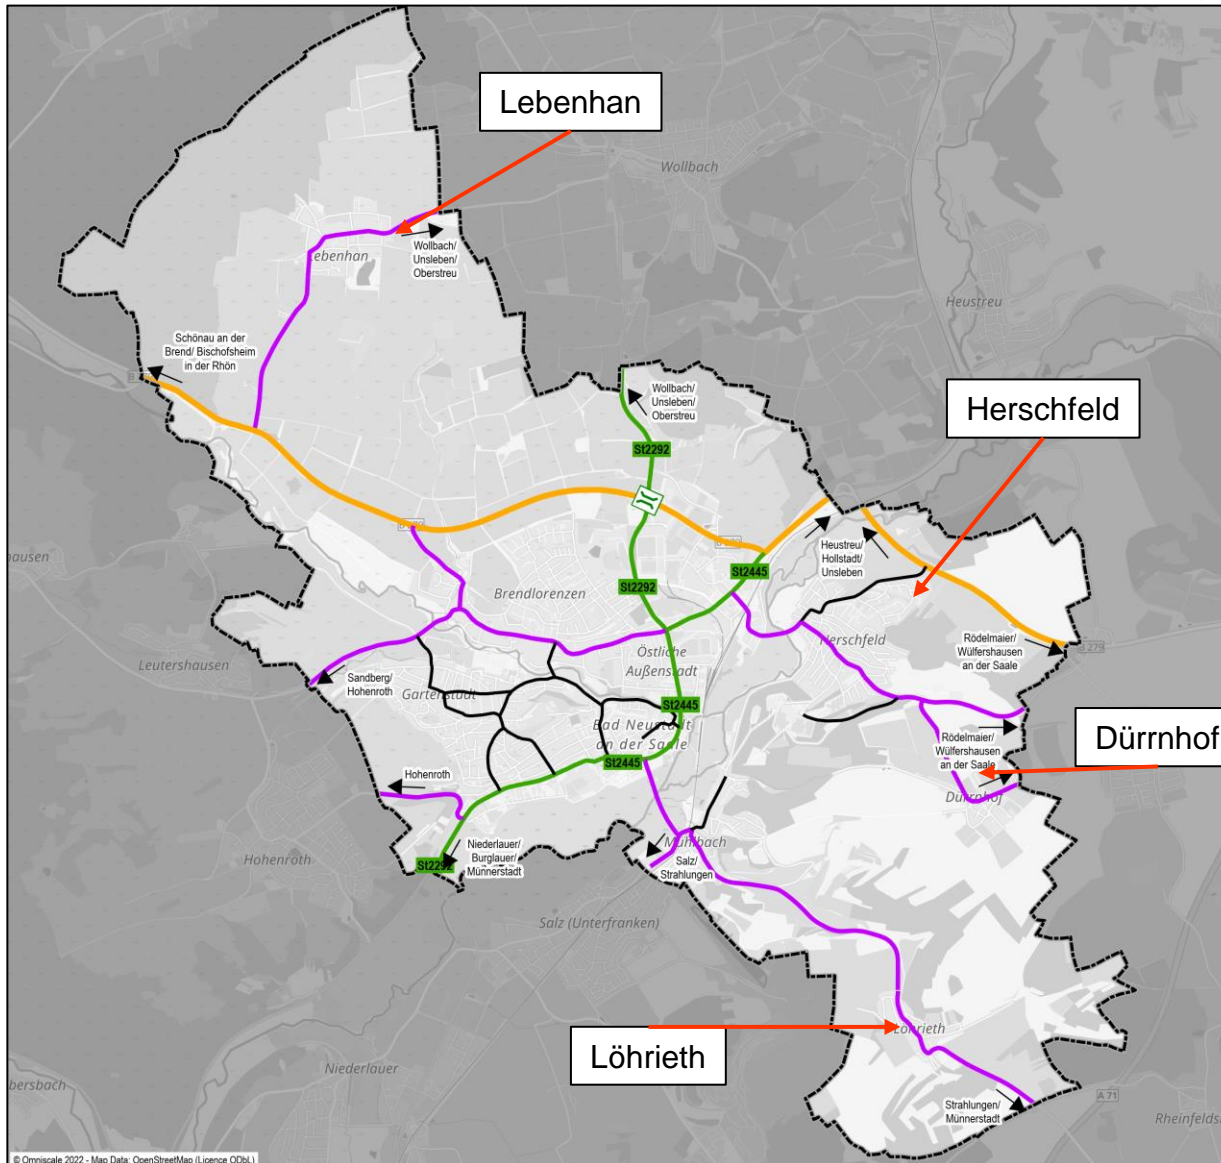 Lebenhan
Wollbach
Lebenhan
Wollbach/
Unsleben/
Oberstreu
Heustreu
Schönau an der
Brend/ Bischofsheim
in der Rhön
Wollbach/
Unsleben/
Oberstreu
Herschfeld
St2292
Heustreu/
Hollstadt/
Unsleben
St2445
St2292
Brendlorenzen
Herschfeld
Rödelmaier/
Wülfershausen
an der Saale
B 279
Leutershausen
Östliche
Außenstadt
Sandberg/
Hohenroth
Gartenstadt
St2445
Bad Neustadt
an der Saale
Rödelmaier/
Wülfershausen
an der Saale
Dürrnhof
St2445
Hohenroth
Dürrnhof
Mühlbach
Niederlauer/
Burglauer/
Münnerstadt
St2292
Salz/
Strahlungen
Hohenroth
Salz (Unterfranken)
Löhrieth
Löhrieth
Niederlauer
Strahlungen/
Münnerstadt
A 71
© Omniscale 2022 - Map Data: OpenStreetMap (Licence ODbL)